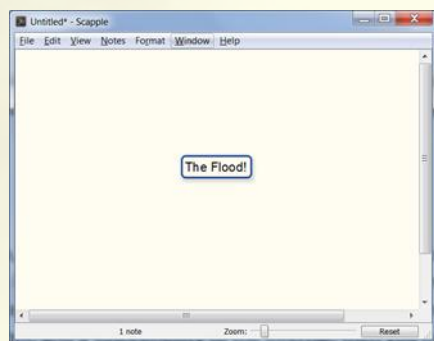 Untitled* - Scapple
File Edit View Notes Format Window Help
The Flood!
1 note Zoom: Reset